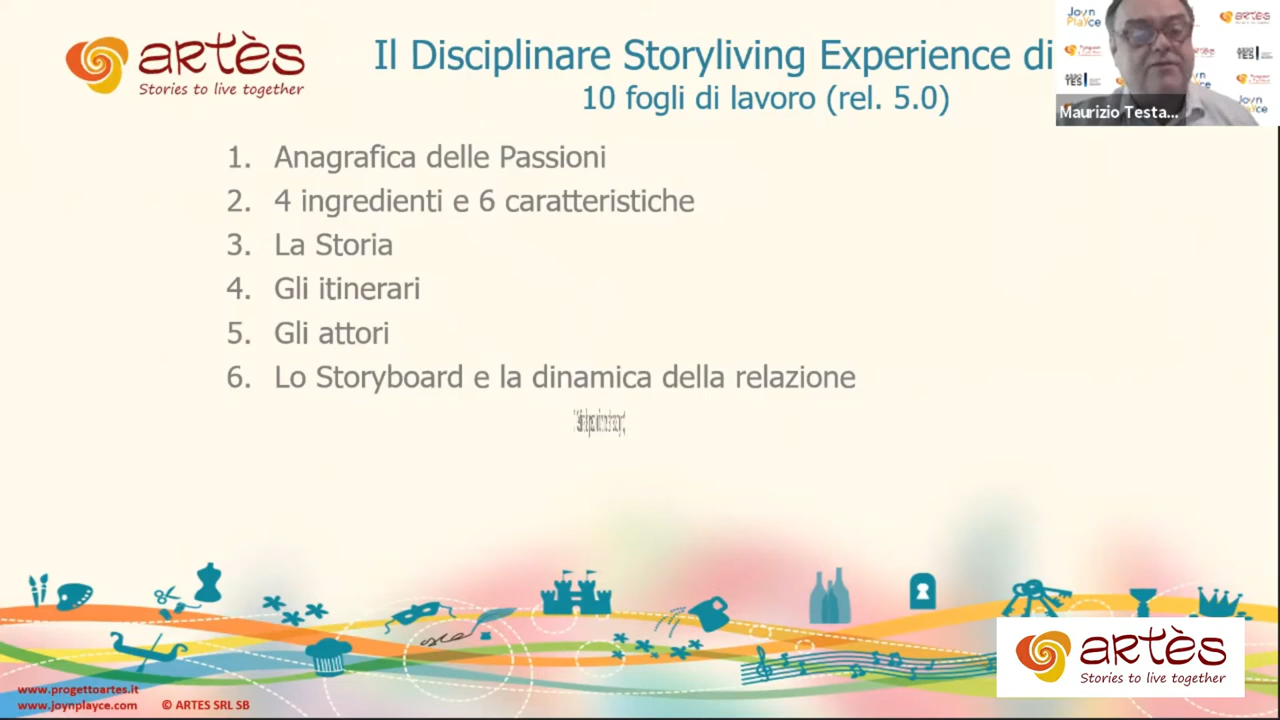 artès
Stories to live together
Il Disciplinare Storyliving Experience di
10 fogli di lavoro (rel. 5.0)
Joyn
Playce
artès
Maurizio Testa...
1. Anagrafica delle Passioni
2. 4 ingredienti e 6 caratteristiche
3. La Storia
4. Gli itinerari
5. Gli attori
6. Lo Storyboard e la dinamica della relazione
artès
Stories to live together
www.progettoartes.it
www.joynplayce.com © ARTES SRL SB